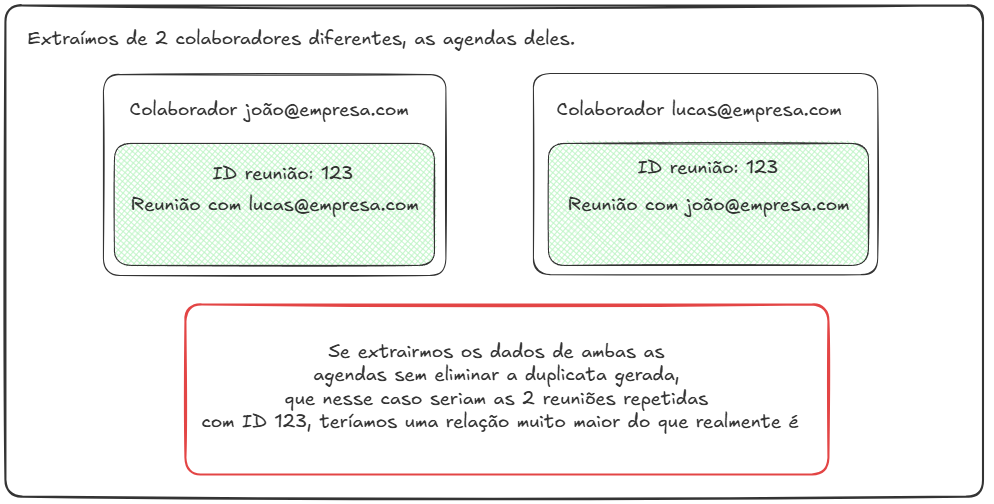 Extraímos de 2 colaboradores diferentes, as agendas deles.
Colaborador joão@empresa.com
ID reunião: 123
Reunião com lucas@empresa.com
Colaborador lucas@empresa.com
ID reunião: 123
Reunião com joão@empresa.com
Se extrairmos os dados de ambas as
agendas sem eliminar a duplicata gerada,
que nesse caso seriam as 2 reuniões repetidas
com ID 123, teríamos uma relação muito maior do que realmente é